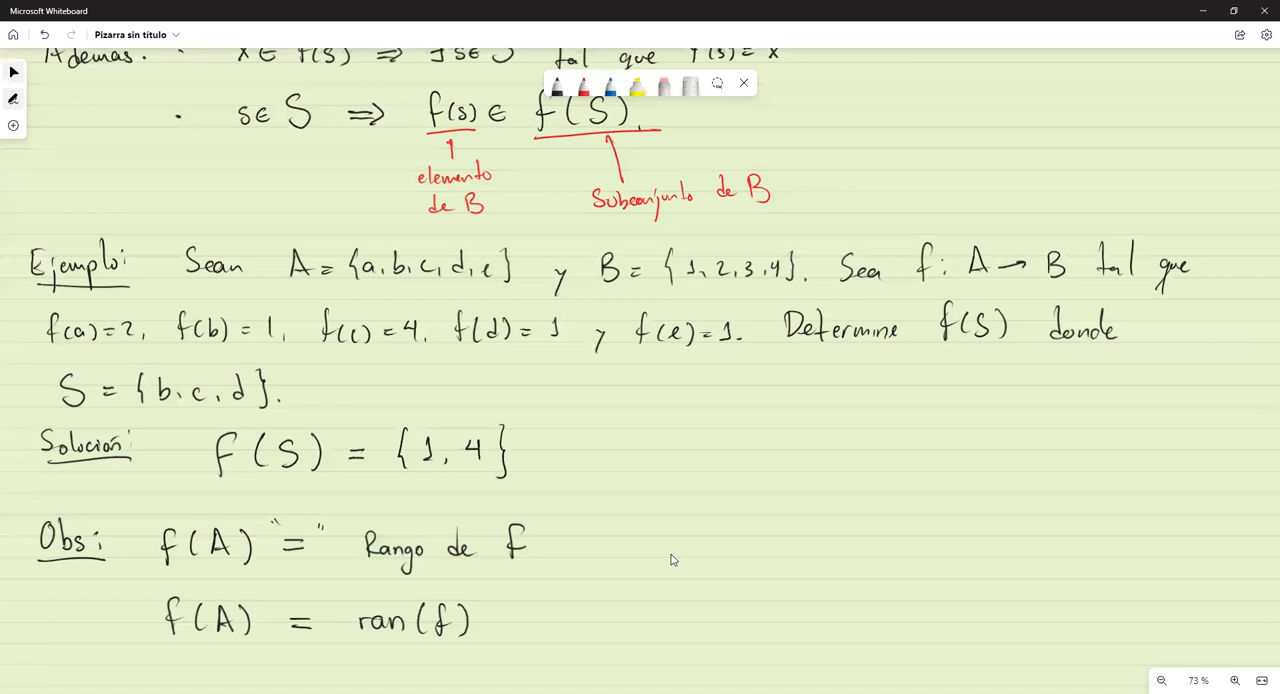 Microsoft Whiteboard
Pizarra sin título
Además: · x ∈ f(S) ⇒ ∃ s ∈ S tal que f(s) = x
· s ∈ S ⇒ f(s) ∈ f(S).
elemento de B
Subconjunto de B
Ejemplo: Sean A = {a, b, c, d, e} y B = {1, 2, 3, 4}. Sea f: A → B tal que
f(a) = 2, f(b) = 1, f(c) = 4, f(d) = 1 y f(e) = 1. Determine f(S) donde
S = {b, c, d}.
Solución: f(S) = {1, 4}
Obs: f(A) "=" Rango de f
f(A) = ran(f)
73 %